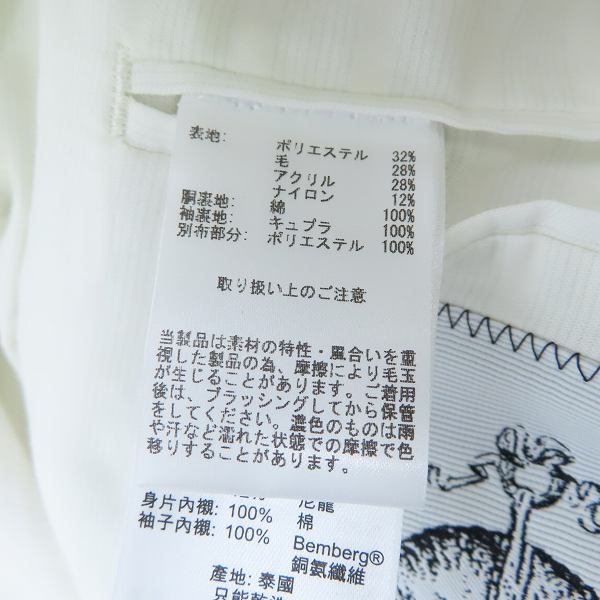 表地: ポリエステル 32%
毛 28%
アクリル 28%
ナイロン 12%
胴裏地: 綿 100%
袖裏地: キュプラ 100%
別布部分: ポリエステル 100%
取り扱い上のご注意
当製品は素材の特性・風合いを重
視した製品の為、摩擦により毛玉
が生じることがあります。ご着用
後は、ブラッシングしてから保管
をしてください。濃色のものは雨
や汗など濡れた状態での摩擦で色
移りすることがあります。
12% 尼龍
身片內襯: 100% 棉
袖子內襯: 100% Bemberg®
銅氨纖維
產地: 泰國
只能乾洗